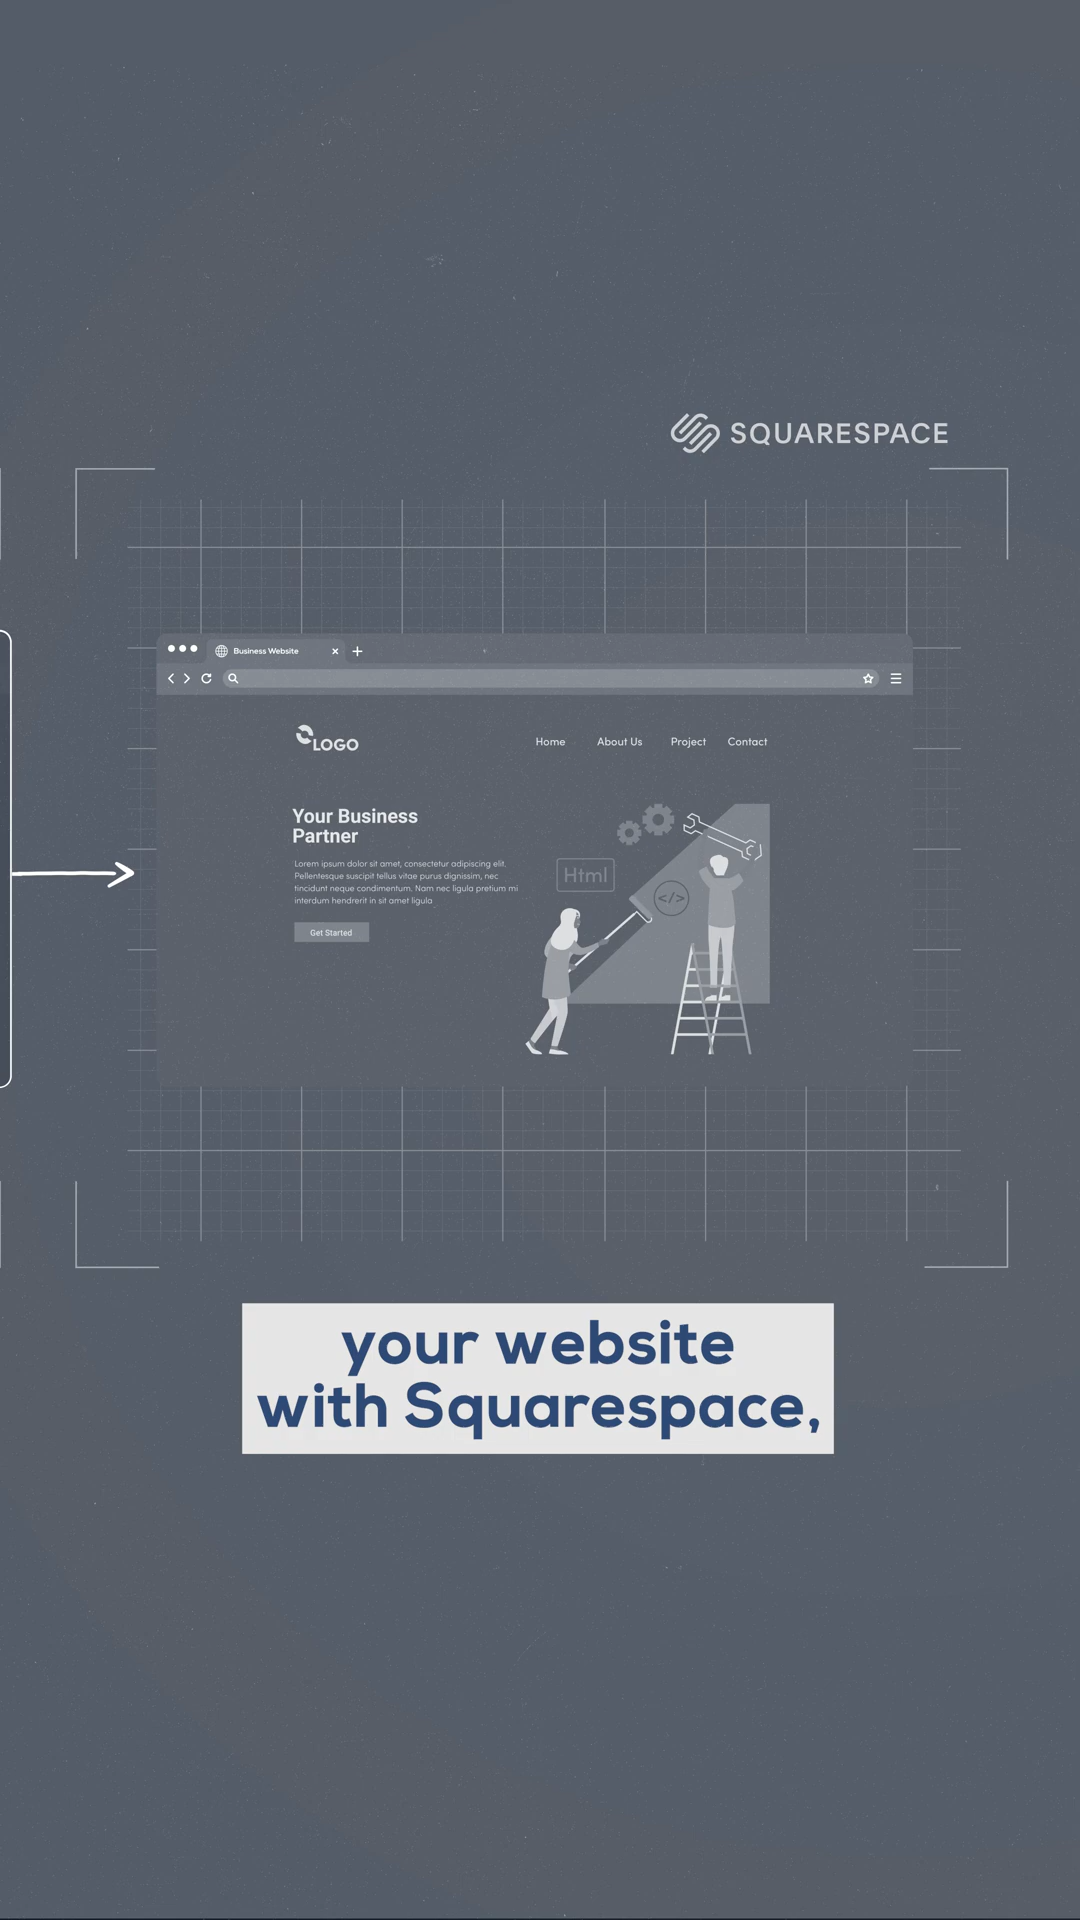 SQUARESPACE
Business Website
LOGO
Home
About Us
Project
Contact
Your Business
Partner
Lorem ipsum dolor sit amet, consectetur adipiscing elit.
Pellentesque suscipit tellus vitae purus dignissim, nec
tincidunt neque condimentum. Nam nec ligula pretium mi
interdum hendrerit in sit amet ligula
Get Started
Html
</>
your website
with Squarespace,